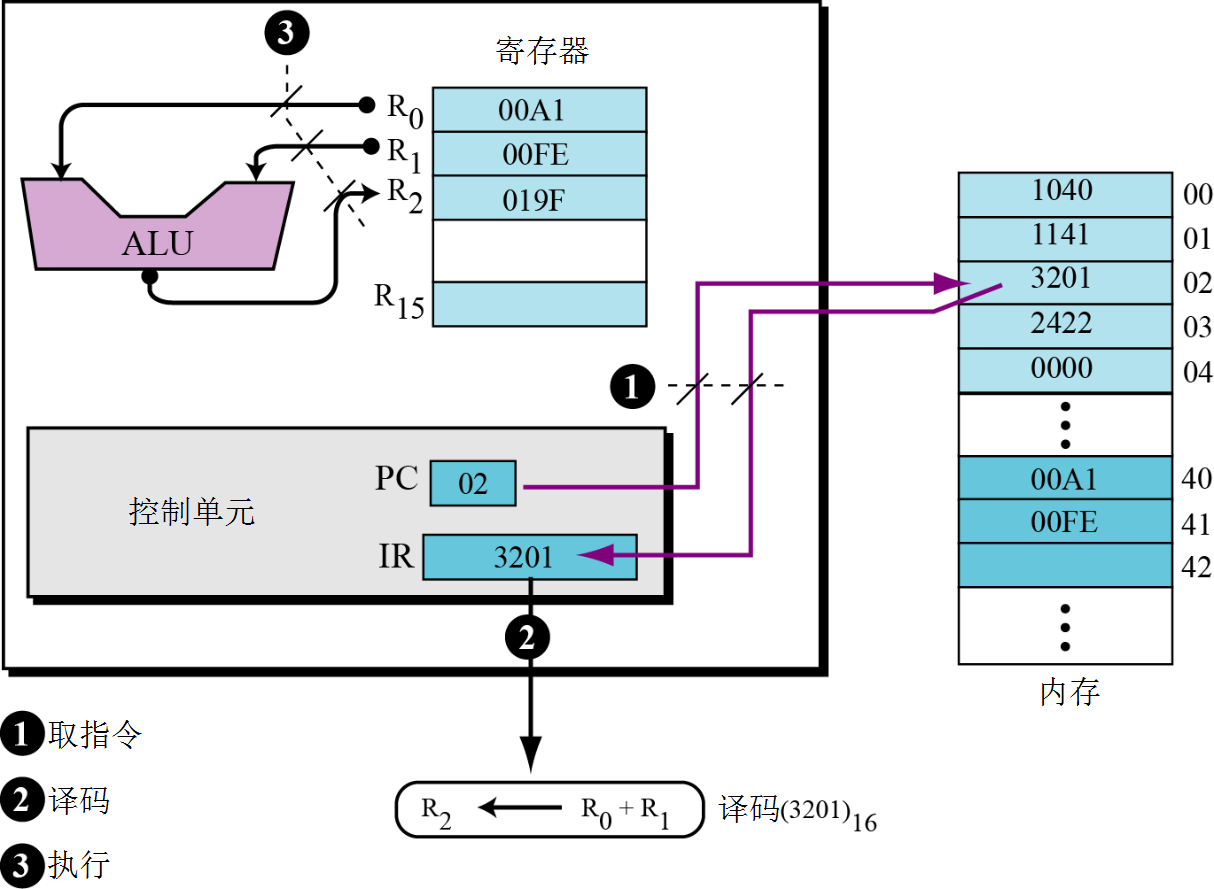 3
寄存器
R0 00A1
R1 00FE
R2 019F
ALU
R15
1040 00
1141 01
3201 02
2422 03
0000 04
1
00A1 40
00FE 41
42
内存
控制单元
PC 02
IR 3201
2
1 取指令
2 译码
3 执行
R2 ← R0 + R1
译码(3201)16